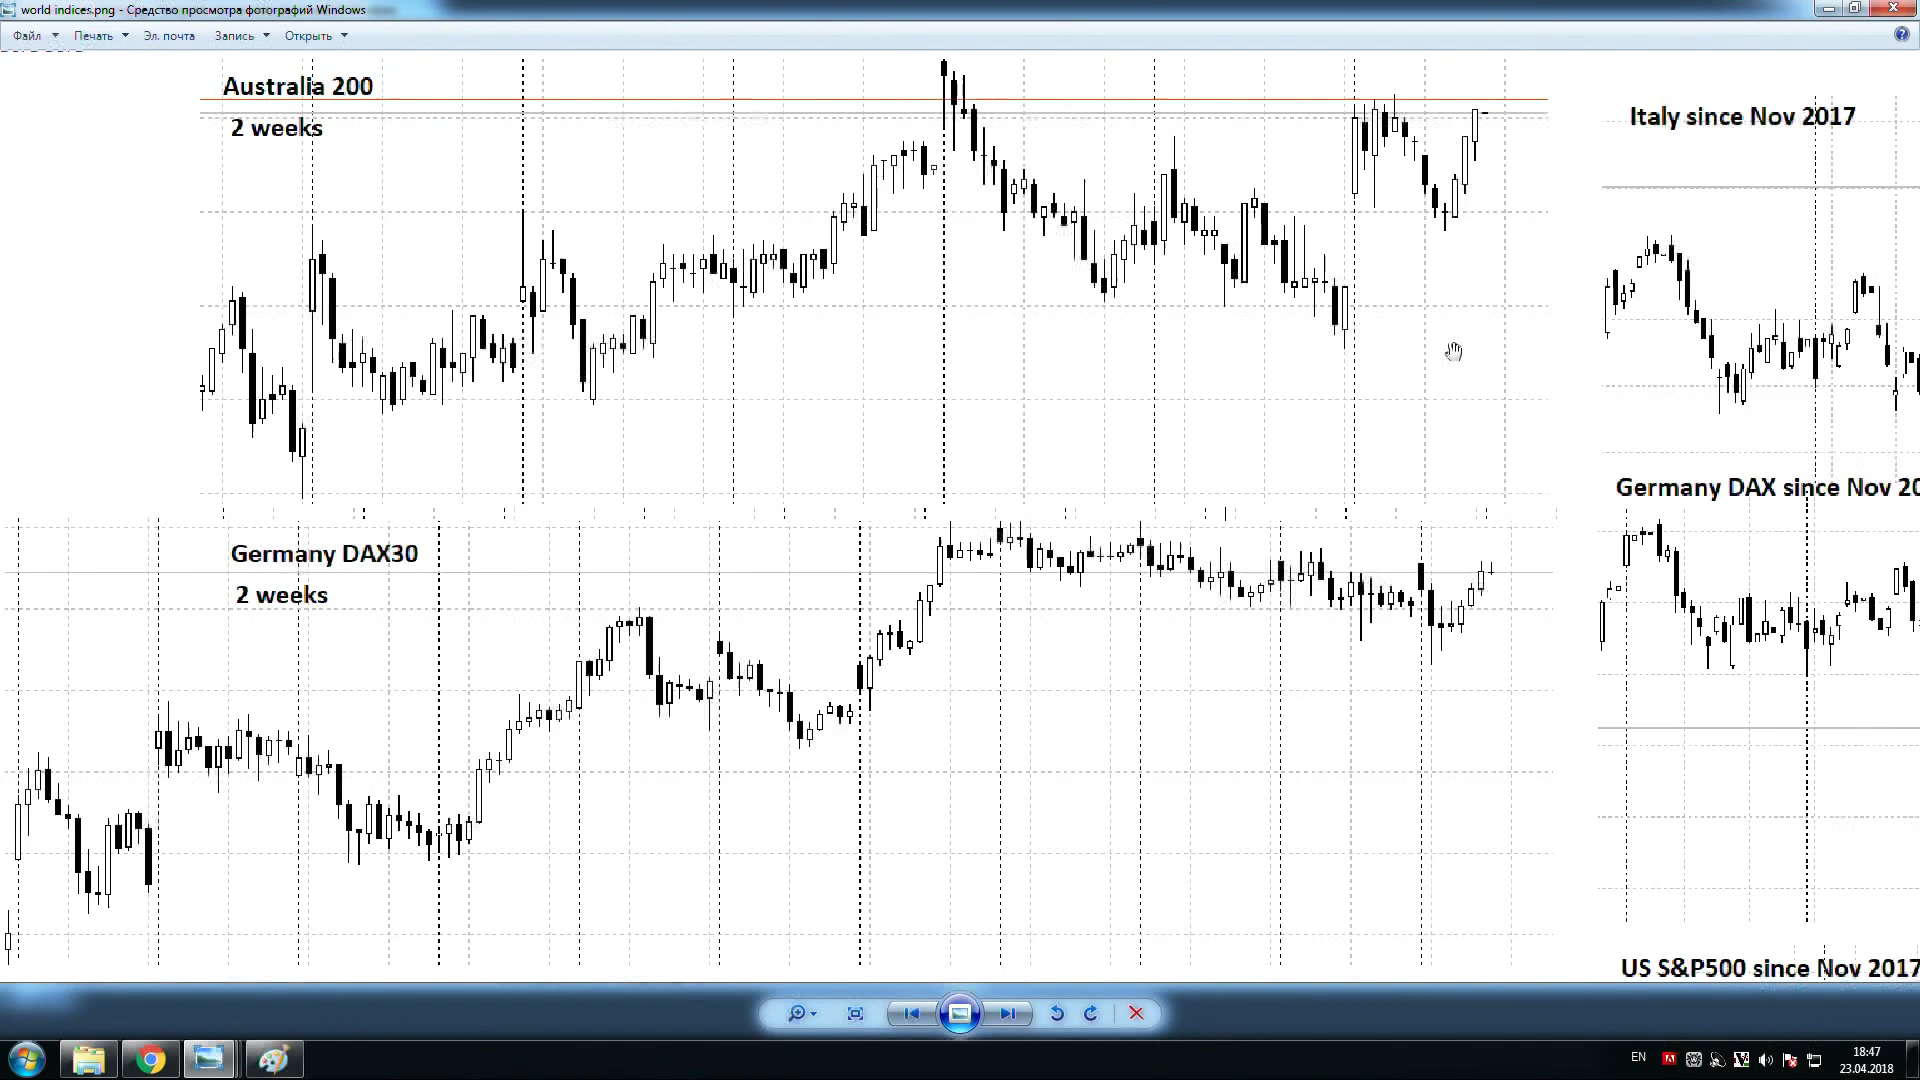 world indices.png - Средство просмотра фотографий Windows
Файл Печать Эл. почта Запись Открыть
Australia 200
2 weeks
Italy since Nov 2017
Germany DAX since Nov 20
Germany DAX30
2 weeks
US S&P500 since Nov 2017
EN
18:47
23.04.2018